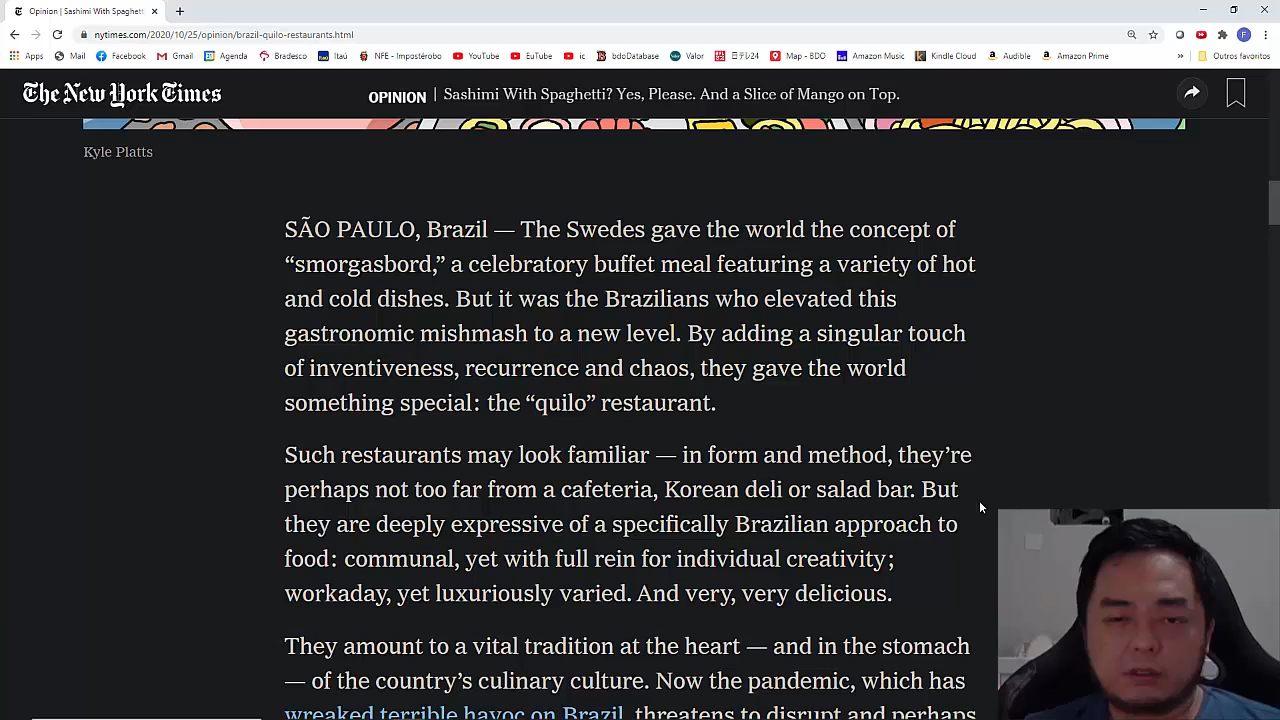 Opinion | Sashimi With Spaghett
nytimes.com/2020/10/25/opinion/brazil-quilo-restaurants.html
Apps Mail Facebook Gmail Agenda Bradesco Itaú NFE - Impostérobo YouTube EuTube ic bdoDatabase Valor Map - BDO Amazon Music Kindle Cloud Audible Amazon Prime » Outros favoritos
The New York Times OPINION | Sashimi With Spaghetti? Yes, Please. And a Slice of Mango on Top.
Kyle Platts
SÃO PAULO, Brazil — The Swedes gave the world the concept of
“smorgasbord,” a celebratory buffet meal featuring a variety of hot
and cold dishes. But it was the Brazilians who elevated this
gastronomic mishmash to a new level. By adding a singular touch
of inventiveness, recurrence and chaos, they gave the world
something special: the “quilo” restaurant.
Such restaurants may look familiar — in form and method, they’re
perhaps not too far from a cafeteria, Korean deli or salad bar. But
they are deeply expressive of a specifically Brazilian approach to
food: communal, yet with full rein for individual creativity;
workaday, yet luxuriously varied. And very, very delicious.
They amount to a vital tradition at the heart — and in the stomach
— of the country’s culinary culture. Now the pandemic, which has
wreaked terrible havoc on Brazil, threatens to disrupt and perhaps